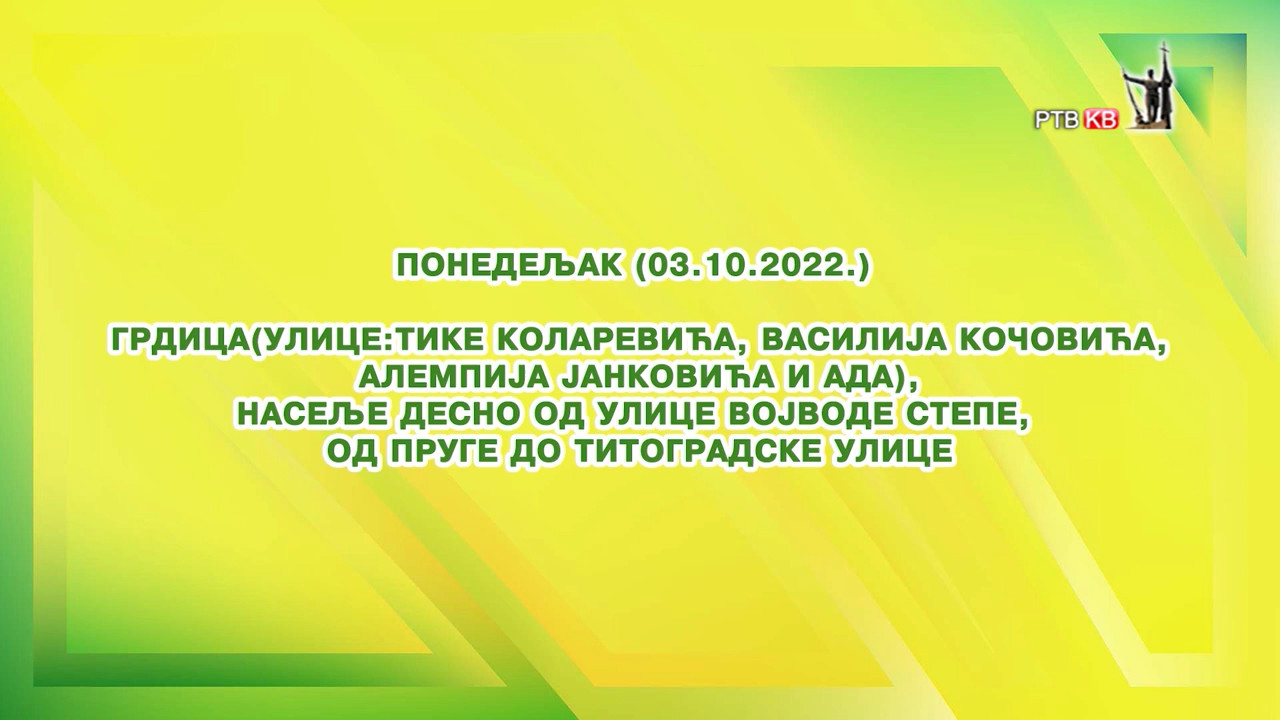 РТВ КВ
ПОНЕДЕЉАК (03.10.2022.)
ГРДИЦА(УЛИЦЕ:ТИКЕ КОЛАРЕВИЋА, ВАСИЛИЈА КОЧОВИЋА,
АЛЕМПИЈА ЈАНКОВИЋА И АДА),
НАСЕЉЕ ДЕСНО ОД УЛИЦЕ ВОЈВОДЕ СТЕПЕ,
ОД ПРУГЕ ДО ТИТОГРАДСКЕ УЛИЦЕ